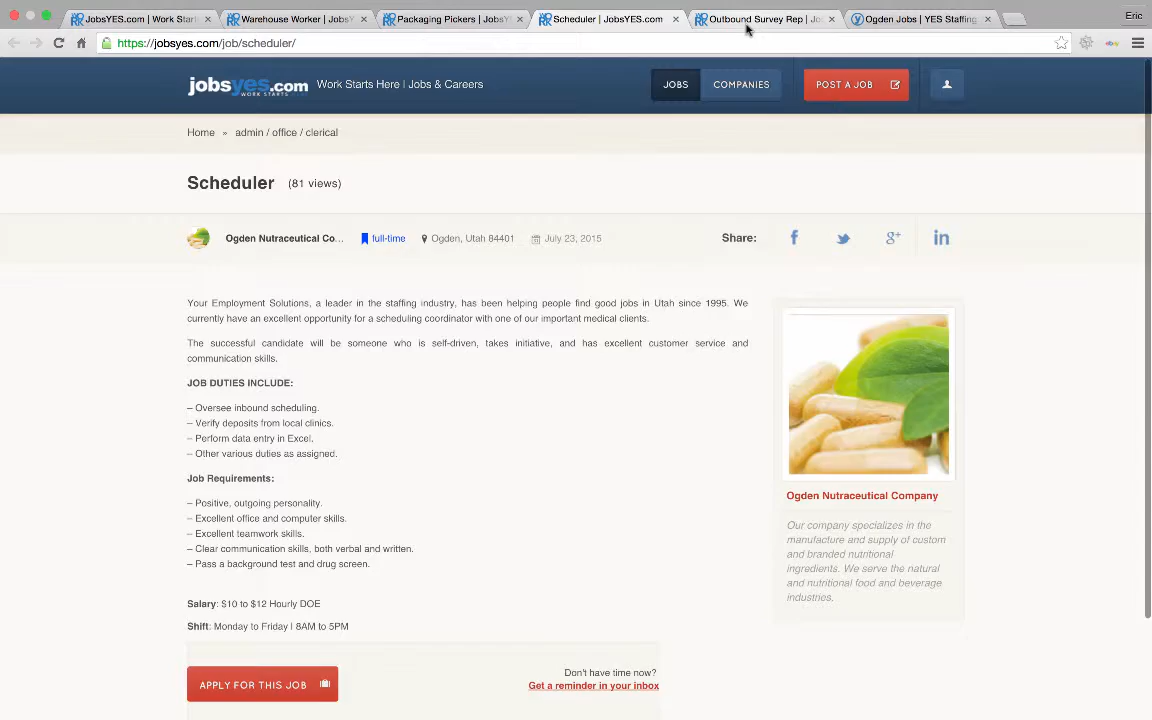 JobsYES.com | Work Start
Warehouse Worker | JobsY
Packaging Pickers | JobsY
Scheduler | JobsYES.com
Outbound Survey Rep | Jo
Ogden Jobs | YES Staffing
Eric
https://jobsyes.com/job/scheduler/
ebay
jobsyes.com
WORK STARTS
Work Starts Here | Jobs & Careers
JOBS
COMPANIES
POST A JOB
Home » admin / office / clerical
Scheduler (81 views)
Ogden Nutraceutical Co...
full-time
Ogden, Utah 84401
July 23, 2015
Share:
Your Employment Solutions, a leader in the staffing industry, has been helping people find good jobs in Utah since 1995. We
currently have an excellent opportunity for a scheduling coordinator with one of our important medical clients.
The successful candidate will be someone who is self-driven, takes initiative, and has excellent customer service and
communication skills.
JOB DUTIES INCLUDE:
– Oversee inbound scheduling.
– Verify deposits from local clinics.
– Perform data entry in Excel.
– Other various duties as assigned.
Job Requirements:
– Positive, outgoing personality.
– Excellent office and computer skills.
– Excellent teamwork skills.
– Clear communication skills, both verbal and written.
– Pass a background test and drug screen.
Salary: $10 to $12 Hourly DOE
Shift: Monday to Friday | 8AM to 5PM
APPLY FOR THIS JOB
Don't have time now?
Get a reminder in your inbox
Ogden Nutraceutical Company
Our company specializes in the
manufacture and supply of custom
and branded nutritional
ingredients. We serve the natural
and nutritional food and beverage
industries.